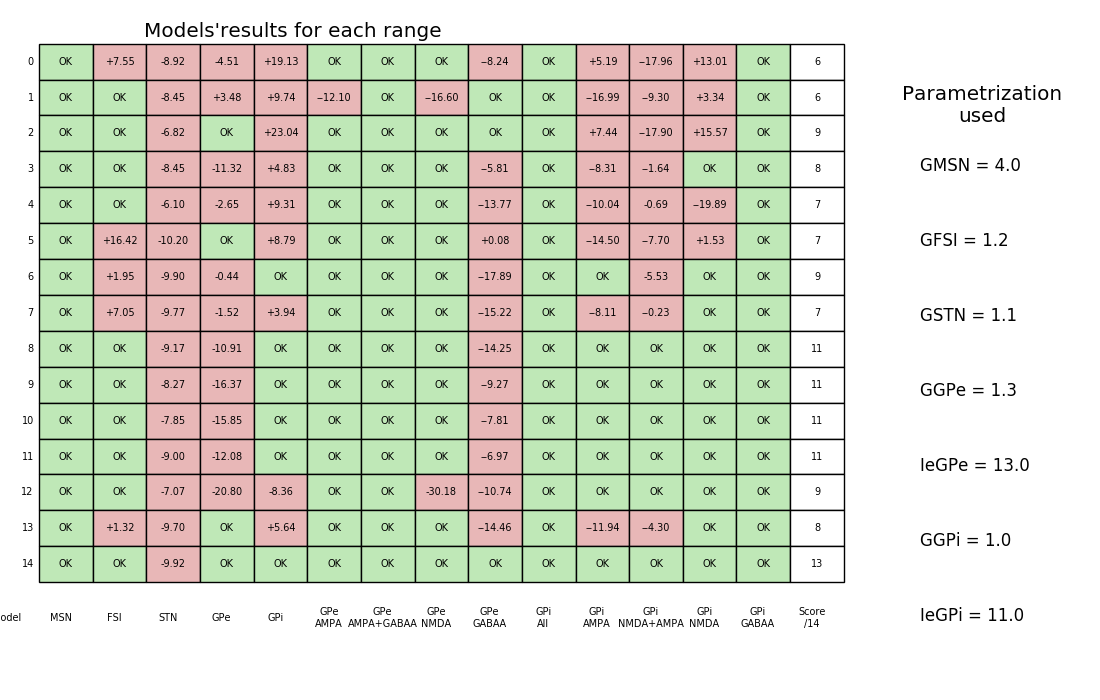 Models'results for each range
0 OK +7.55 -8.92 -4.51 +19.13 OK OK OK −8.24 OK +5.19 −17.96 +13.01 OK 6
1 OK OK -8.45 +3.48 +9.74 −12.10 OK −16.60 OK OK −16.99 −9.30 +3.34 OK 6
2 OK OK -6.82 OK +23.04 OK OK OK OK OK +7.44 −17.90 +15.57 OK 9
3 OK OK -8.45 -11.32 +4.83 OK OK OK −5.81 OK −8.31 −1.64 OK OK 8
4 OK OK -6.10 -2.65 +9.31 OK OK OK −13.77 OK −10.04 -0.69 −19.89 OK 7
5 OK +16.42 -10.20 OK +8.79 OK OK OK +0.08 OK −14.50 −7.70 +1.53 OK 7
6 OK +1.95 -9.90 -0.44 OK OK OK OK −17.89 OK OK -5.53 OK OK 9
7 OK +7.05 -9.77 -1.52 +3.94 OK OK OK −15.22 OK −8.11 −0.23 OK OK 7
8 OK OK -9.17 -10.91 OK OK OK OK −14.25 OK OK OK OK OK 11
9 OK OK -8.27 -16.37 OK OK OK OK −9.27 OK OK OK OK OK 11
10 OK OK -7.85 -15.85 OK OK OK OK −7.81 OK OK OK OK OK 11
11 OK OK -9.00 -12.08 OK OK OK OK −6.97 OK OK OK OK OK 11
12 OK OK -7.07 -20.80 -8.36 OK OK -30.18 −10.74 OK OK OK OK OK 9
13 OK +1.32 -9.70 OK +5.64 OK OK OK −14.46 OK −11.94 −4.30 OK OK 8
14 OK OK -9.92 OK OK OK OK OK OK OK OK OK OK OK 13
odel MSN FSI STN GPe GPi GPe AMPA GPe AMPA+GABAA GPe NMDA GPe GABAA GPi All GPi AMPA GPi NMDA+AMPA GPi NMDA GPi GABAA Score /14
Parametrization
used
GMSN = 4.0
GFSI = 1.2
GSTN = 1.1
GGPe = 1.3
IeGPe = 13.0
GGPi = 1.0
IeGPi = 11.0